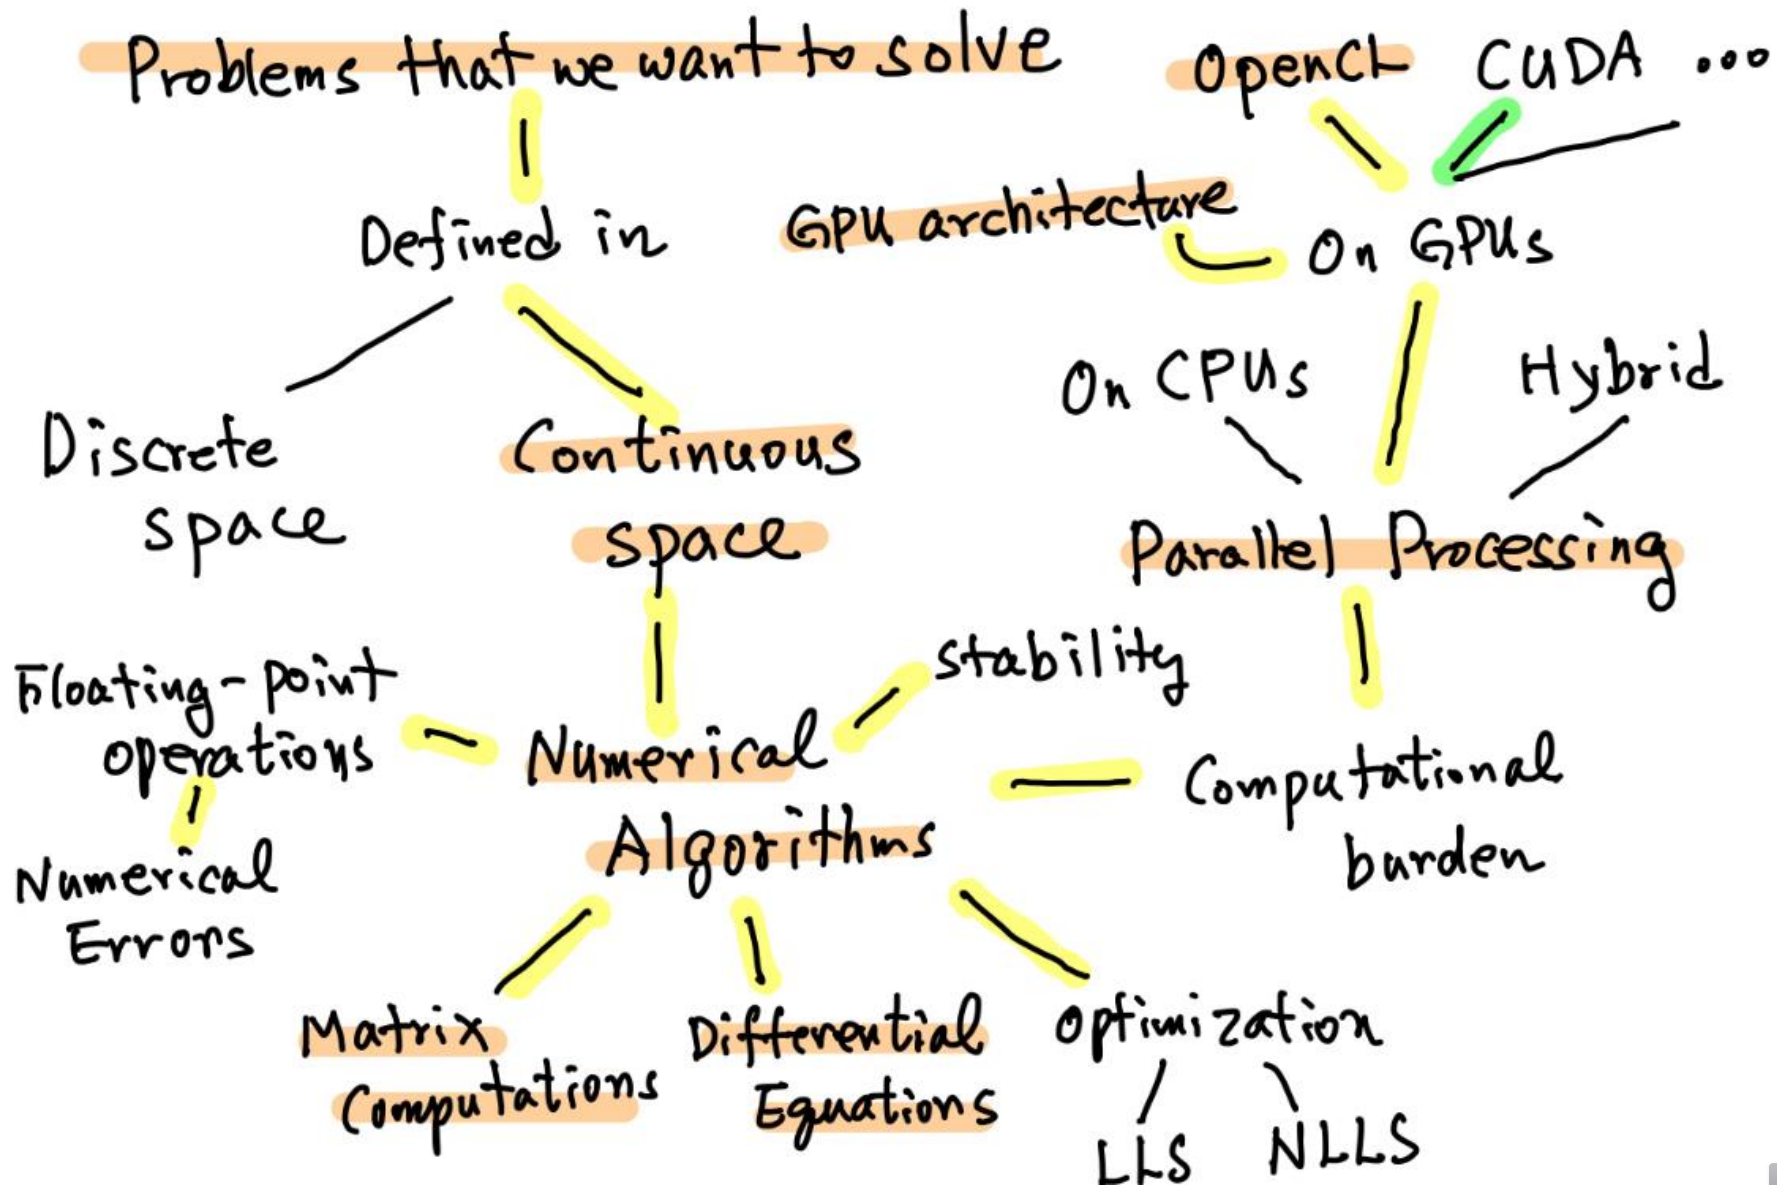 Problems that we want to solve
OpenCL CUDA ...
Defined in
GPU architecture
On GPUs
On CPUs
Hybrid
Discrete
space
Continuous
space
Parallel Processing
Floating-point
operations
Numerical
Errors
Numerical
Algorithms
stability
Computational
burden
Matrix
Computations
Differential
Equations
Optimization
LLS NLLS